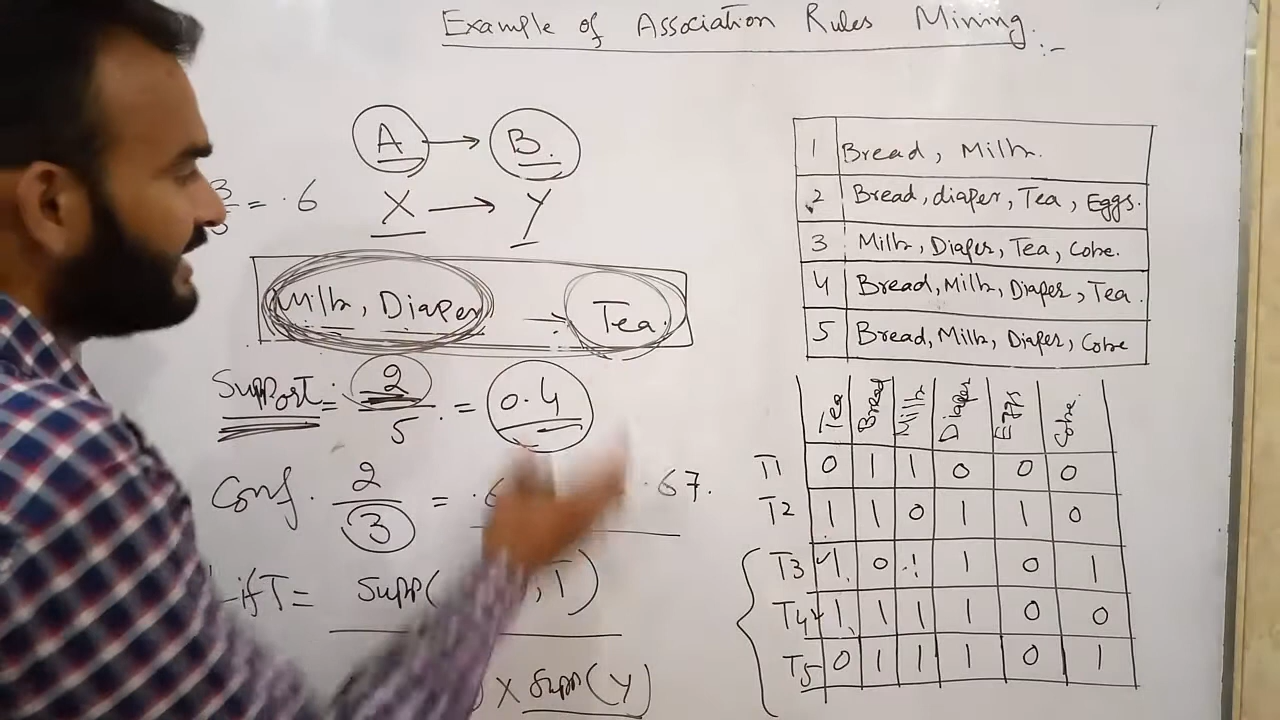 Example of Association Rules Mining :-
A → B.
= .6 X → Y
Milk, Diaper → Tea
Support = 2/5 = 0.4
Conf. 2/3 = .67.
Supp( ,T)
X Supp(Y)
1 Bread, Milk.
2 Bread, diaper, Tea, Eggs.
3 Milk, Diaper, Tea, Coke.
4 Bread, Milk, Diaper, Tea.
5 Bread, Milk, Diaper, Coke
Tea Bread Milk Diaper Eggs Coke.
T1 0 1 1 0 0 0
T2 1 1 0 1 1 0
T3 1 0 1 1 0 1
T4 1 1 1 1 0 0
T5 0 1 1 1 0 1